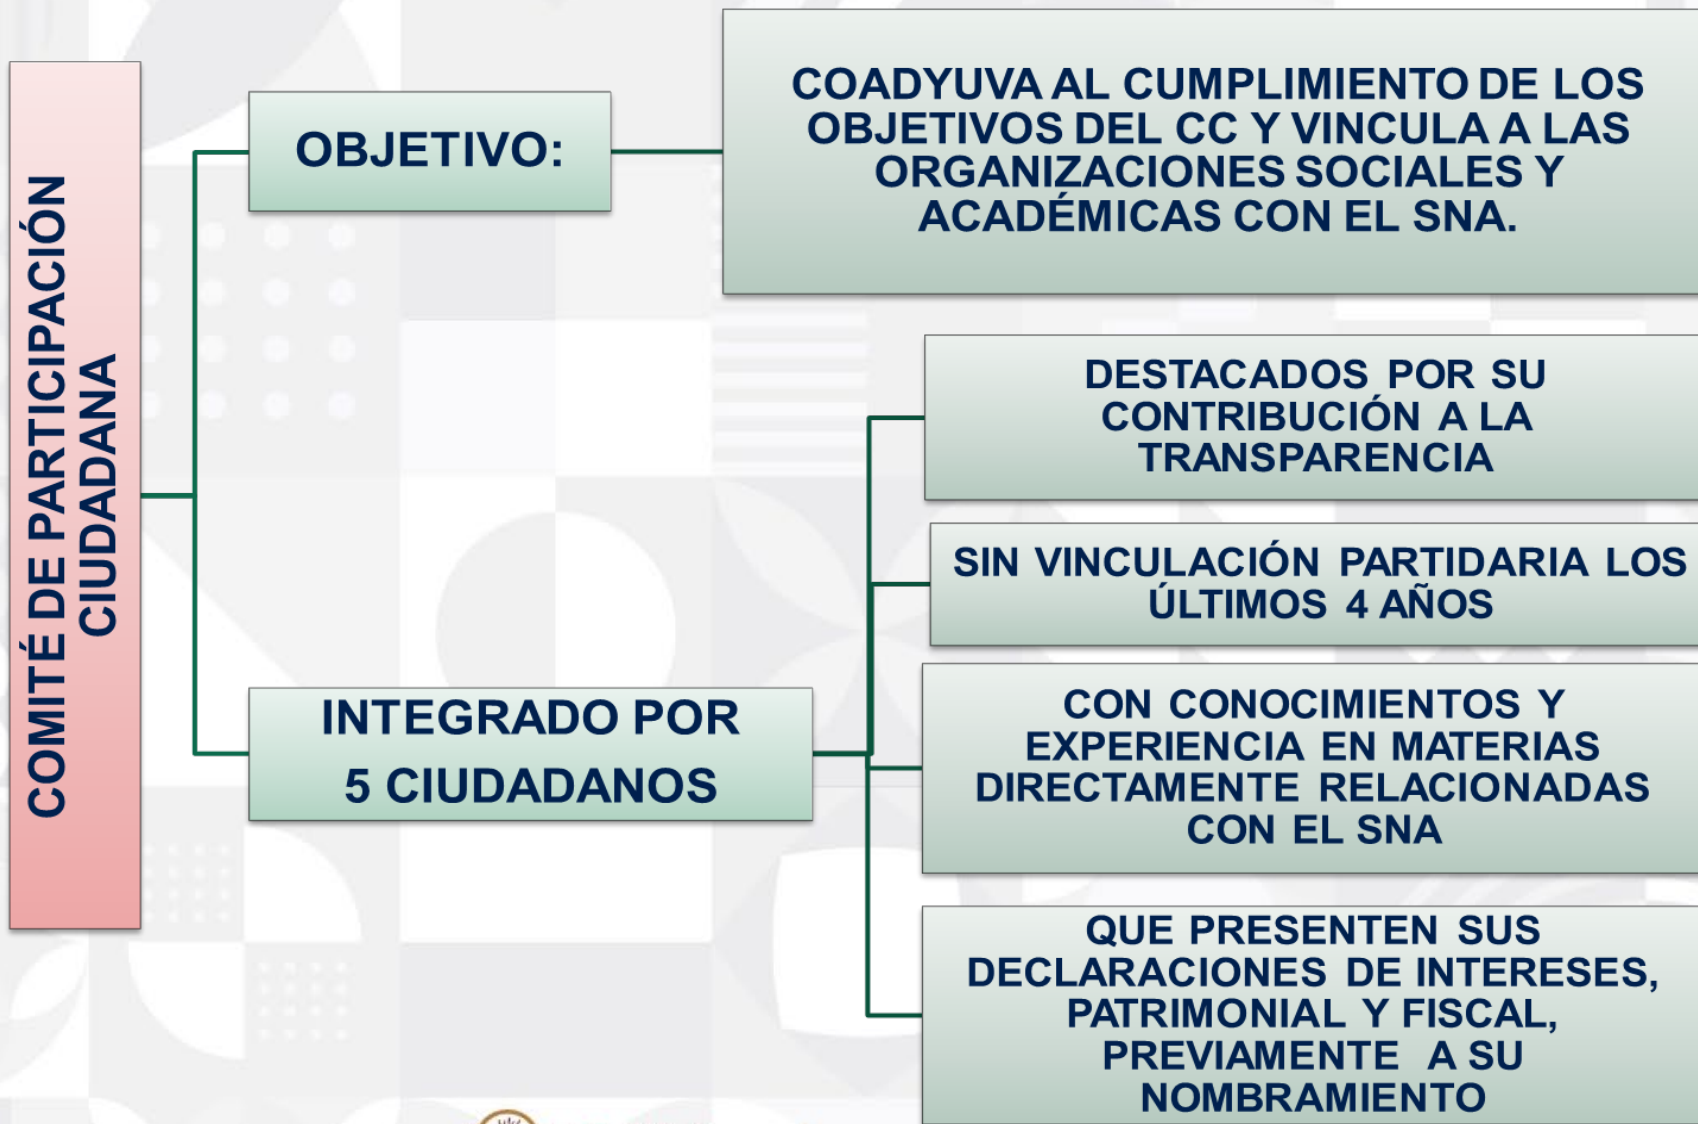 COMITÉ DE PARTICIPACIÓN
CIUDADANA
OBJETIVO:
COADYUVA AL CUMPLIMIENTO DE LOS
OBJETIVOS DEL CC Y VINCULA A LAS
ORGANIZACIONES SOCIALES Y
ACADÉMICAS CON EL SNA.
INTEGRADO POR
5 CIUDADANOS
DESTACADOS POR SU
CONTRIBUCIÓN A LA
TRANSPARENCIA
SIN VINCULACIÓN PARTIDARIA LOS
ÚLTIMOS 4 AÑOS
CON CONOCIMIENTOS Y
EXPERIENCIA EN MATERIAS
DIRECTAMENTE RELACIONADAS
CON EL SNA
QUE PRESENTEN SUS
DECLARACIONES DE INTERESES,
PATRIMONIAL Y FISCAL,
PREVIAMENTE A SU
NOMBRAMIENTO